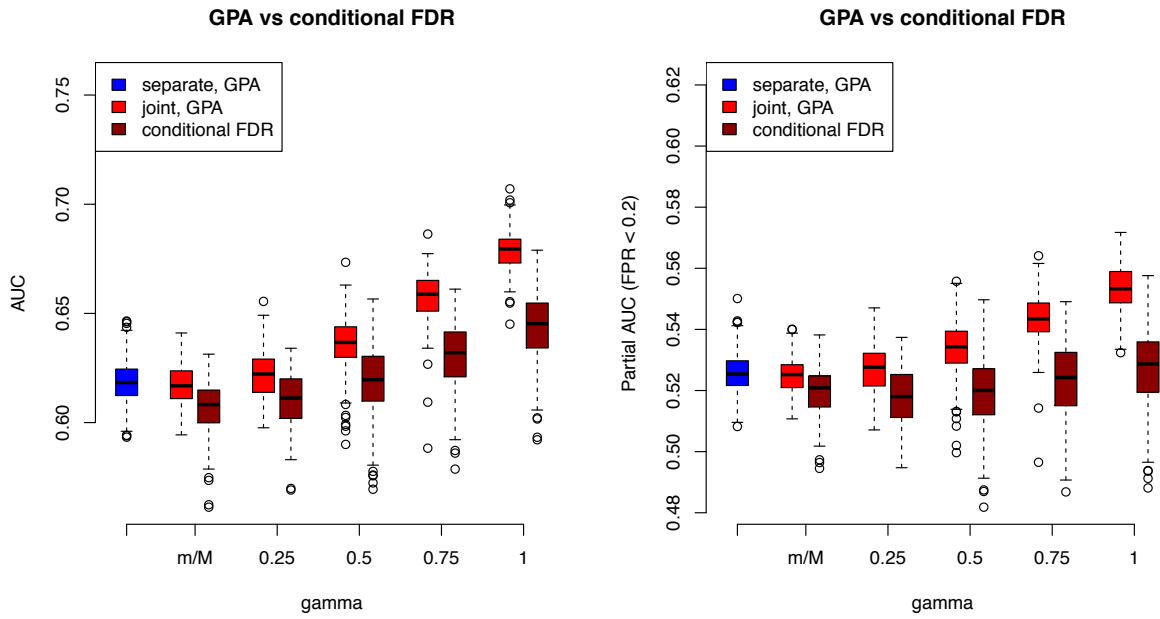 GPA vs conditional FDR
separate, GPA
joint, GPA
conditional FDR
AUC
0.75
0.70
0.65
0.60
m/M 0.25 0.5 0.75 1
gamma
GPA vs conditional FDR
separate, GPA
joint, GPA
conditional FDR
Partial AUC (FPR < 0.2)
0.62
0.60
0.58
0.56
0.54
0.52
0.50
0.48
m/M 0.25 0.5 0.75 1
gamma